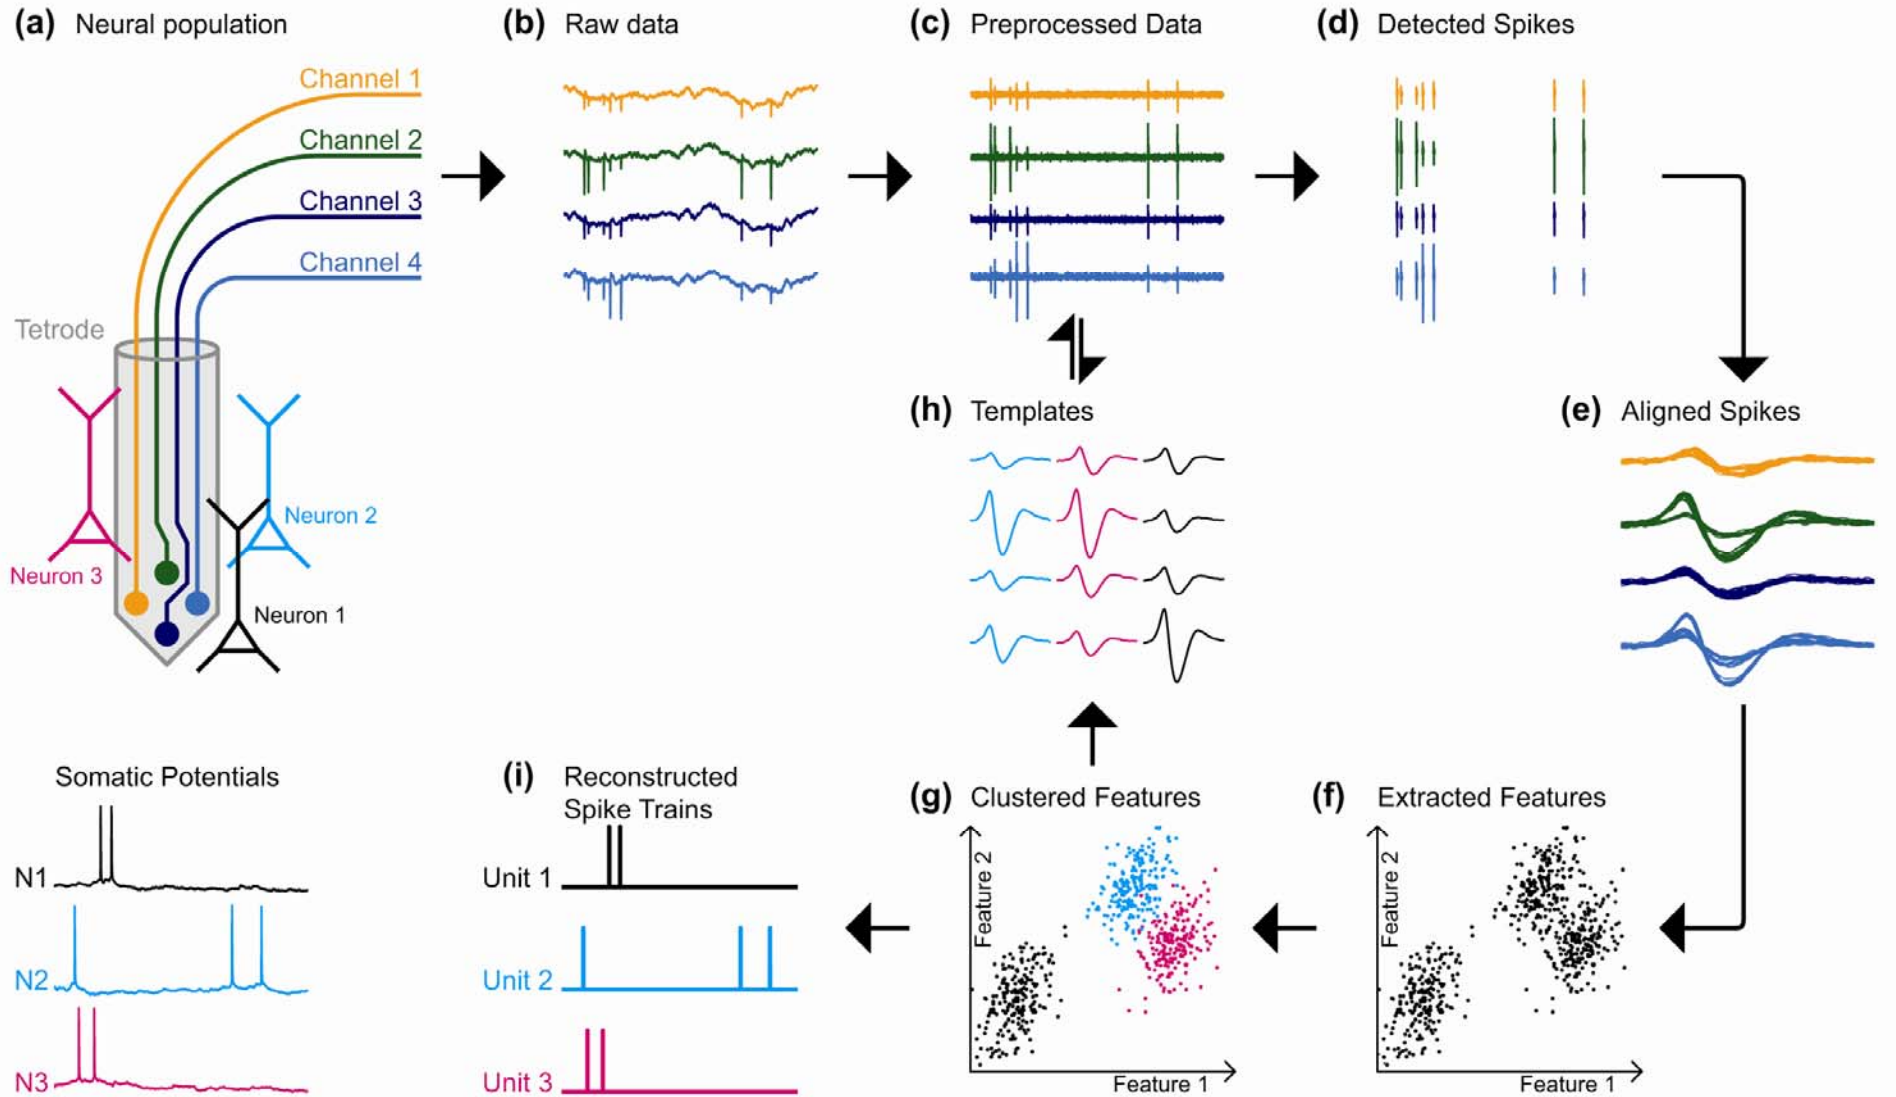 (a) Neural population
Channel 1
Channel 2
Channel 3
Channel 4
Tetrode
Neuron 3
Neuron 2
Neuron 1
(b) Raw data
(c) Preprocessed Data
(d) Detected Spikes
(e) Aligned Spikes
(h) Templates
(f) Extracted Features
Feature 2
Feature 1
(g) Clustered Features
Feature 2
Feature 1
(i) Reconstructed
Spike Trains
Unit 1
Unit 2
Unit 3
Somatic Potentials
N1
N2
N3